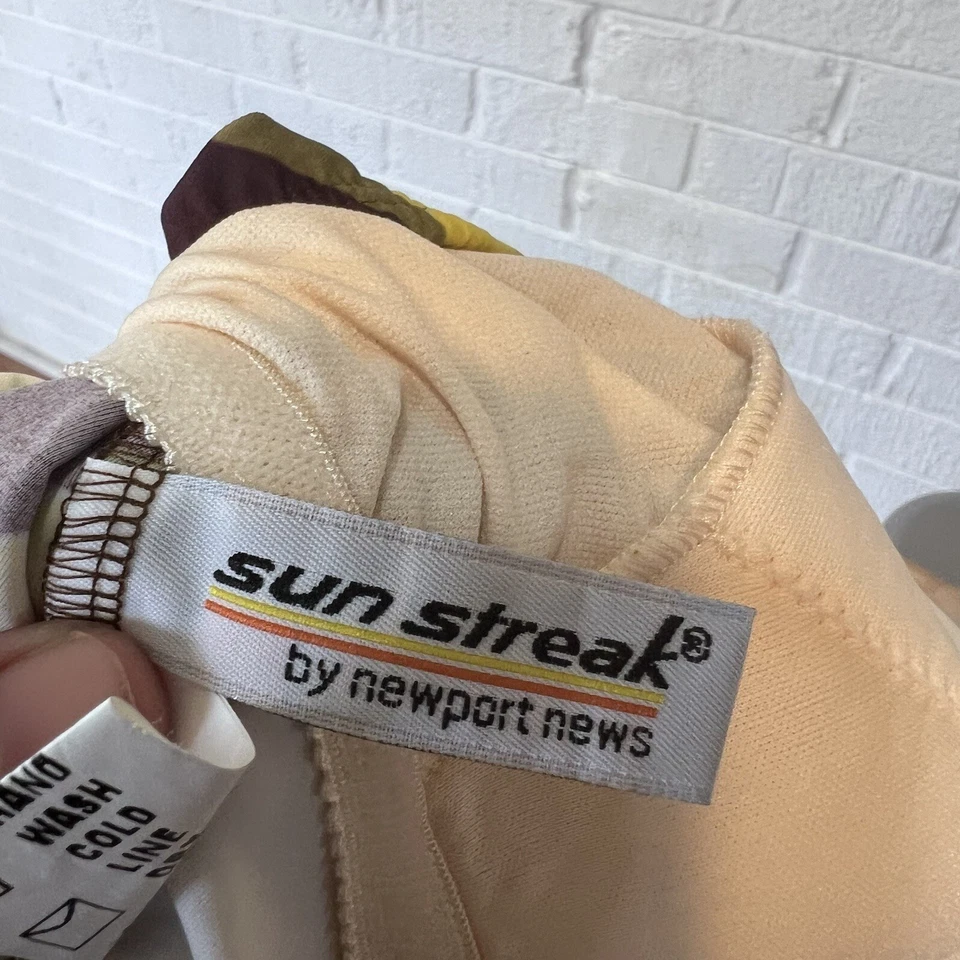 sun streak®
by newport news
HAND
WASH
COLD
LINE